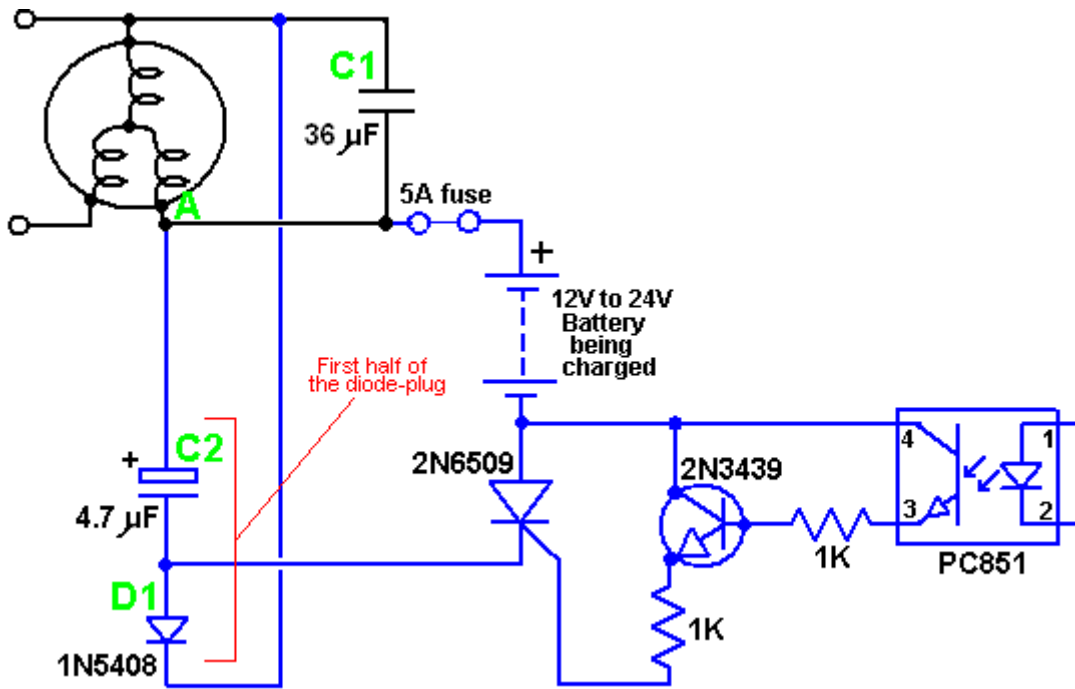 C1
36 µF
5A fuse
A
+
12V to 24V
Battery
being
charged
First half of
the diode-plug
+
C2
4.7 µF
2N6509
2N3439
4
1
3
2
1K
PC851
D1
1K
1N5408